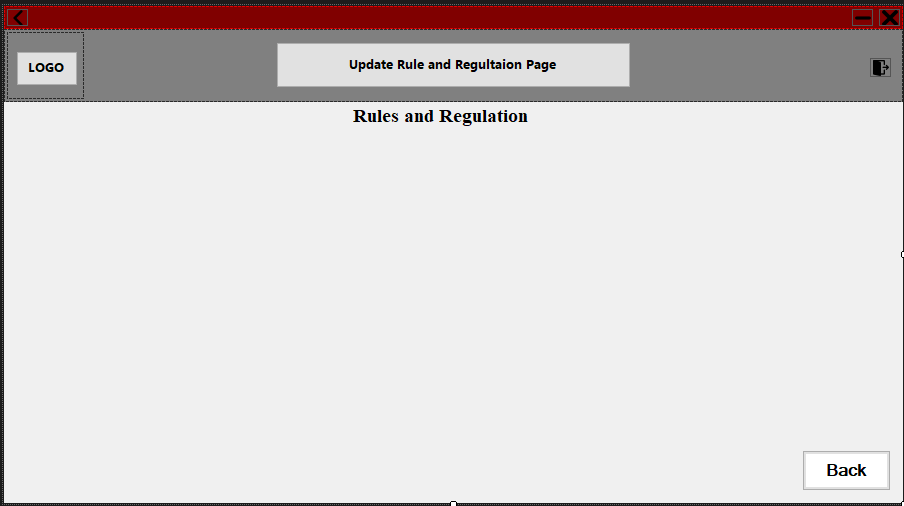 LOGO
Update Rule and Regultaion Page
Rules and Regulation
Back